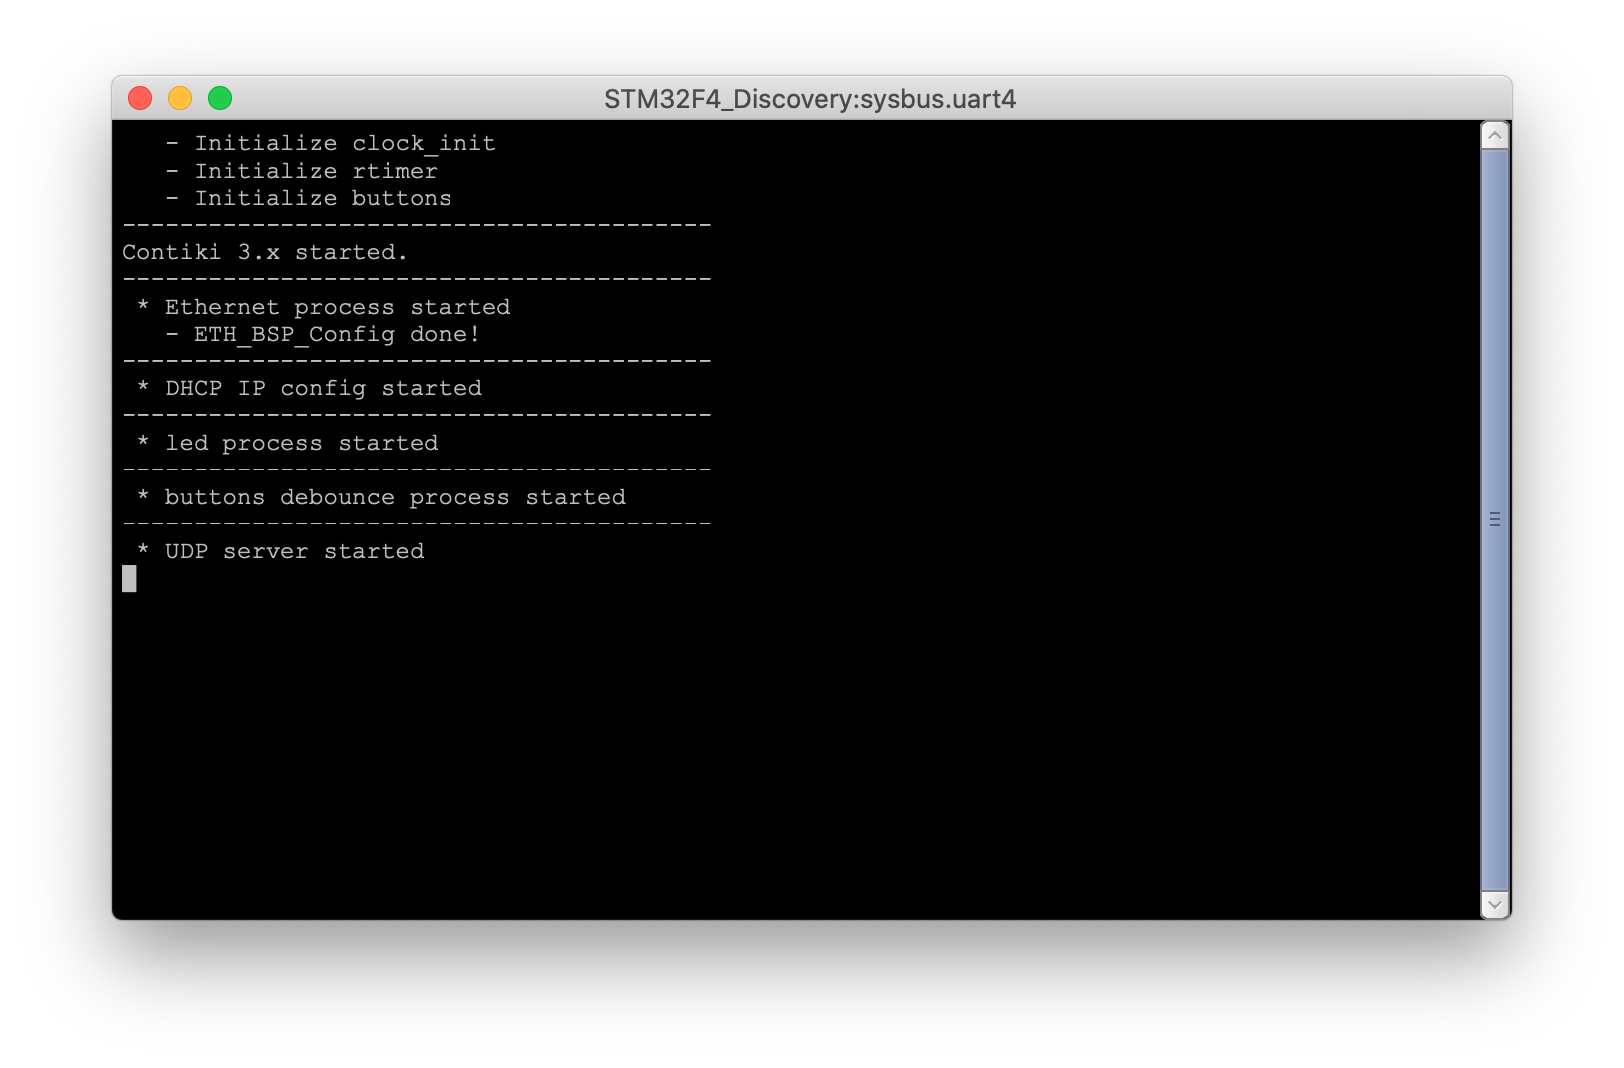 STM32F4_Discovery:sysbus.uart4
- Initialize clock_init
- Initialize rtimer
- Initialize buttons
-----------------------------------------
Contiki 3.x started.
-----------------------------------------
* Ethernet process started
- ETH_BSP_Config done!
-----------------------------------------
* DHCP IP config started
-----------------------------------------
* led process started
-----------------------------------------
* buttons debounce process started
-----------------------------------------
* UDP server started